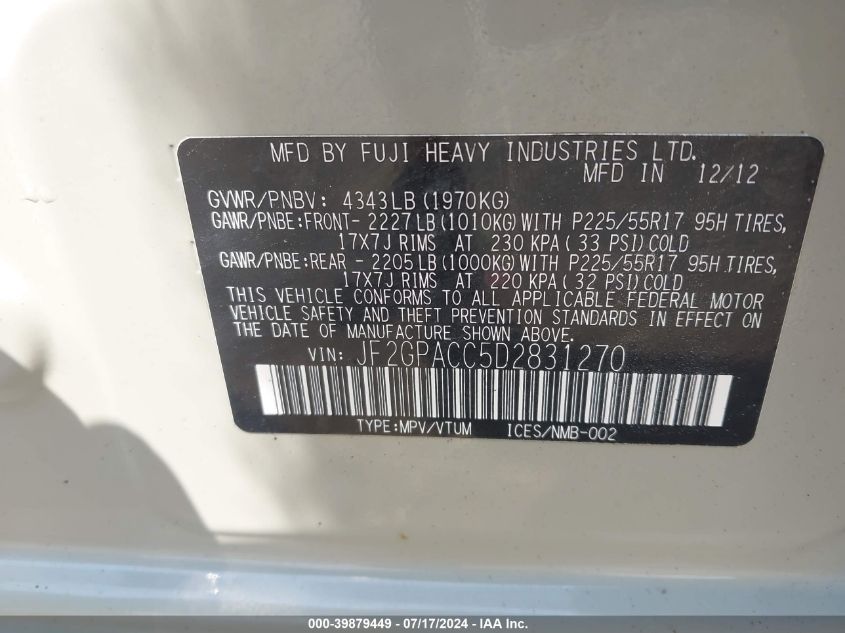 MFD BY FUJI HEAVY INDUSTRIES LTD.
MFD IN 12/12
GVWR/PNBV: 4343LB(1970KG)
GAWR/PNBE:FRONT- 2227LB(1010KG)WITH P225/55R17 95H TIRES,
17X7J RIMS AT 230 KPA( 33 PSI)COLD
GAWR/PNBE:REAR - 2205LB(1000KG)WITH P225/55R17 95H TIRES,
17X7J RIMS AT 220 KPA( 32 PSI)COLD
THIS VEHICLE CONFORMS TO ALL APPLICABLE FEDERAL MOTOR
VEHICLE SAFETY AND THEFT PREVENTION STANDARDS IN EFFECT ON
THE DATE OF MANUFACTURE SHOWN ABOVE.
VIN: JF2GPACC5D2831270
TYPE:MPV/VTUM ICES/NMB-002
000-39879449 - 07/17/2024 - IAA Inc.